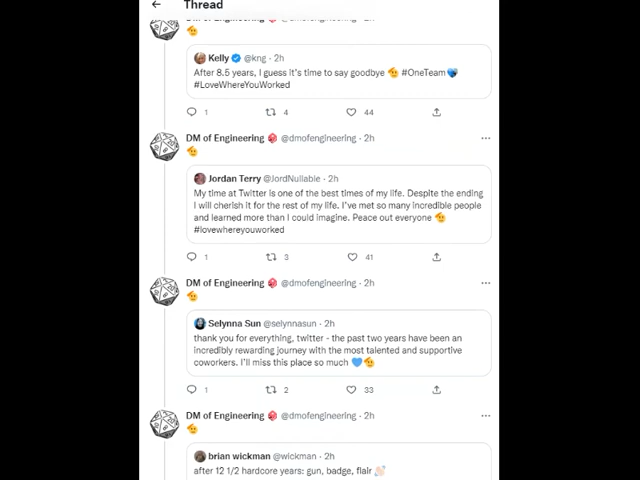 Thread
DM of Engineering @dmofengineering · 2h
Kelly @kng · 2h
After 8.5 years, I guess it's time to say goodbye 🫡 #OneTeam💙
#LoveWhereYouWorked
1 4 44
DM of Engineering @dmofengineering · 2h
🫡
Jordan Terry @JordNullable · 2h
My time at Twitter is one of the best times of my life. Despite the ending
I will cherish it for the rest of my life. I've met so many incredible people
and learned more than I could imagine. Peace out everyone 🫡
#lovewhereyouworked
1 3 41
DM of Engineering @dmofengineering · 2h
🫡
Selynna Sun @selynnasun · 2h
thank you for everything, twitter - the past two years have been an
incredibly rewarding journey with the most talented and supportive
coworkers. I'll miss this place so much 💙🫡
1 2 33
DM of Engineering @dmofengineering · 2h
🫡
brian wickman @wickman · 2h
after 12 1/2 hardcore years: gun, badge, flair 👋🏻